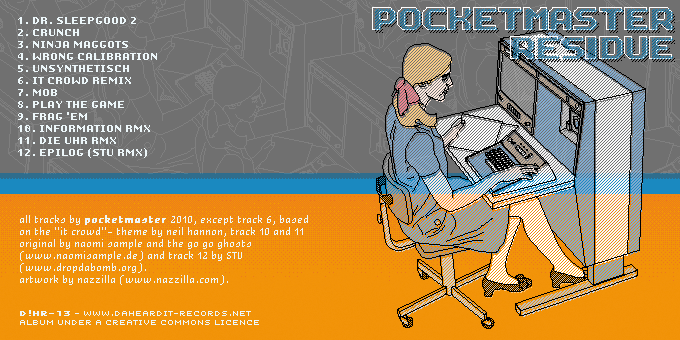 POCKETMASTER
RESIDUE
1. DR. SLEEPGOOD 2
2. CRUNCH
3. NINJA MAGGOTS
4. WRONG CALIBRATION
5. UNSYNTHETISCH
6. IT CROWD REMIX
7. MOB
8. PLAY THE GAME
9. FRAG 'EM
10. INFORMATION RMX
11. DIE UHR RMX
12. EPILOG (STU RMX)
all tracks by pocketmaster 2010, except track 6, based
on the "it crowd"- theme by neil hannon, track 10 and 11
original by naomi sample and the go go ghosts
(www.naomisample.de) and track 12 by STU
(www.dropdabomb.org).
artwork by nazzilla (www.nazzilla.com).
D!HR-13 - WWW.DAHEARDIT-RECORDS.NET
ALBUM UNDER A CREATIVE COMMONS LICENCE